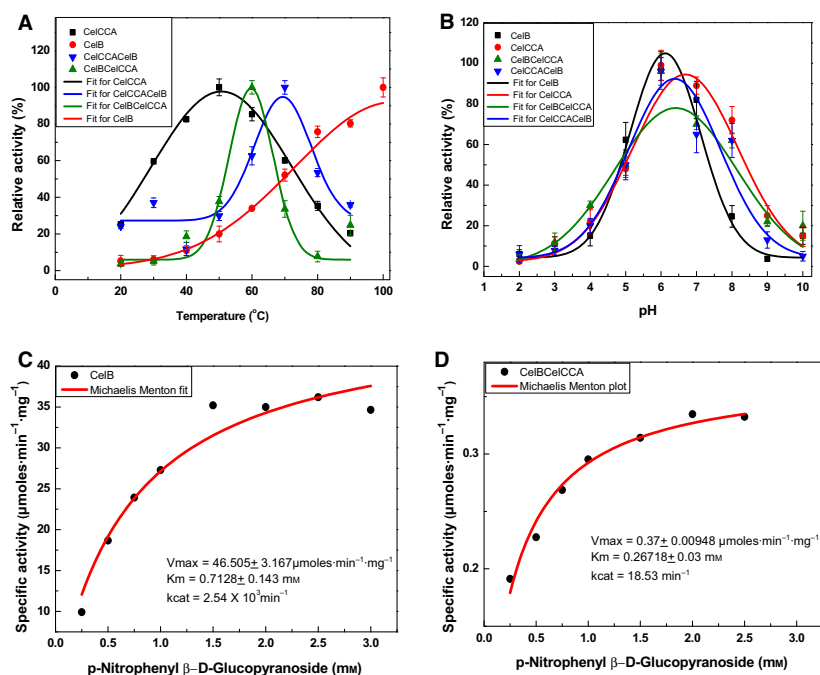 A
CelCCA
CelB
CelCCACelB
CelBCelCCA
Fit for CelCCA
Fit for CelCCACelB
Fit for CelBCelCCA
Fit for CelB
Relative activity (%)
120
100
80
60
40
20
0
0 20 40 60 80 100
Temperature (°C)
B
CelB
CelCCA
CelBCelCCA
CelCCACelB
Fit for CelB
Fit for CelCCA
Fit for CelBCelCCA
Fit for CelCCACelB
Relative activity (%)
120
100
80
60
40
20
0
1 2 3 4 5 6 7 8 9 10
pH
C
CelB
Michaelis Menton fit
Specific activity (µmoles·min⁻¹·mg⁻¹)
40
35
30
25
20
15
10
Vmax = 46.505± 3.167µmoles·min⁻¹·mg⁻¹
Km = 0.7128± 0.143 mM
kcat = 2.54 X 10³min⁻¹
0.0 0.5 1.0 1.5 2.0 2.5 3.0
p-Nitrophenyl β–D-Glucopyranoside (mM)
D
CelBCelCCA
Michaelis Menton plot
Specific activity (µmoles·min⁻¹·mg⁻¹)
0.3
0.2
Vmax = 0.37± 0.00948 µmoles·min⁻¹·mg⁻¹
Km = 0.26718± 0.03 mM
kcat = 18.53 min⁻¹
0.0 0.5 1.0 1.5 2.0 2.5 3.0
p-Nitrophenyl β–D-Glucopyranoside (mM)